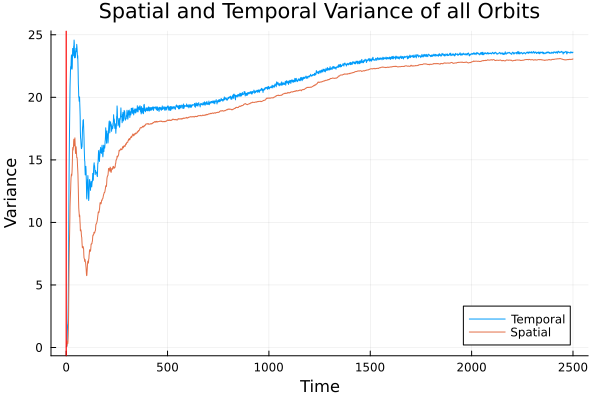 Spatial and Temporal Variance of all Orbits
Variance
25
20
15
10
5
0
0 500 1000 1500 2000 2500
Time
Temporal
Spatial